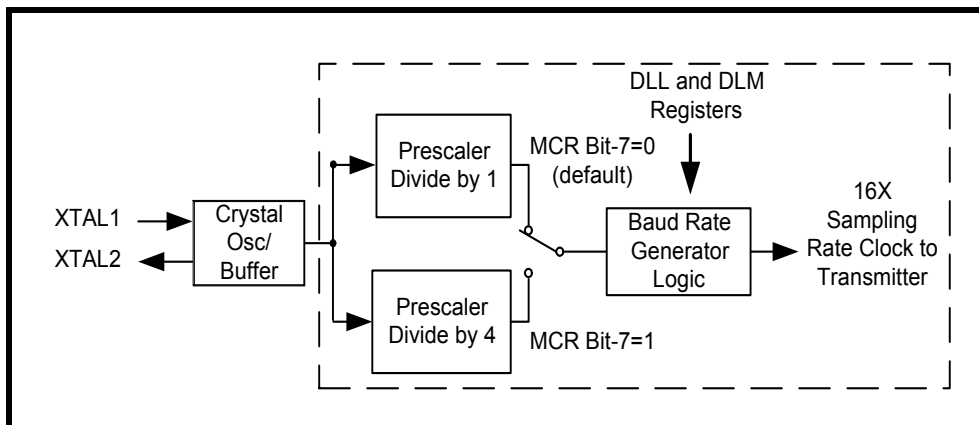 DLL and DLM
Registers
Prescaler
Divide by 1
MCR Bit-7=0
(default)
16X
Sampling
Rate Clock to
Transmitter
XTAL1
XTAL2
Crystal
Osc/
Buffer
Baud Rate
Generator
Logic
Prescaler
Divide by 4
MCR Bit-7=1